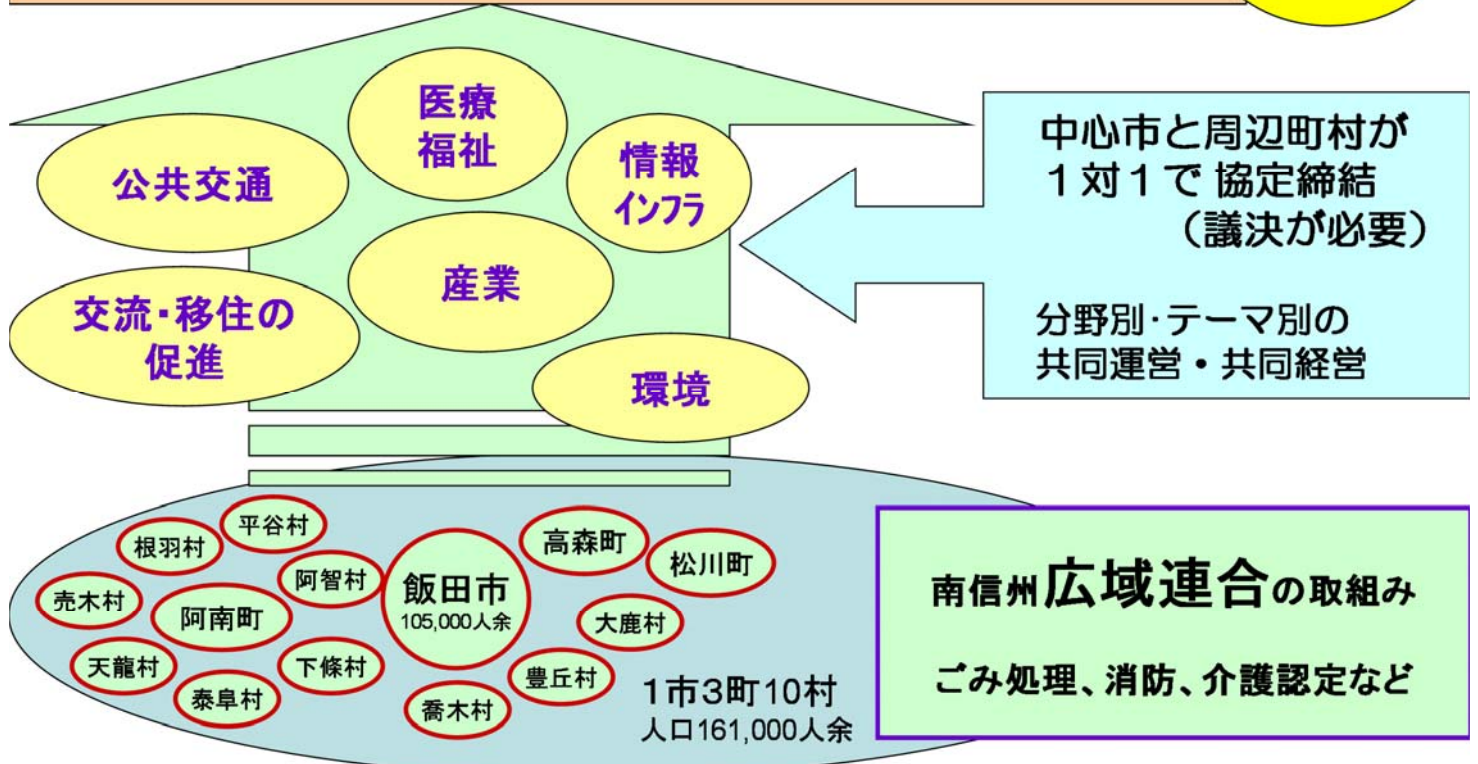 医療
福祉
公共交通
情報
インフラ
産業
交流・移住の
促進
環境
中心市と周辺町村が
１対１で 協定締結
（議決が必要）
分野別・テーマ別の
共同運営・共同経営
平谷村
根羽村
阿智村
売木村
阿南町
天龍村
泰阜村
下條村
飯田市
105,000人余
高森町
松川町
大鹿村
豊丘村
喬木村
１市３町１０村
人口161,000人余
南信州広域連合の取組み
ごみ処理、消防、介護認定など